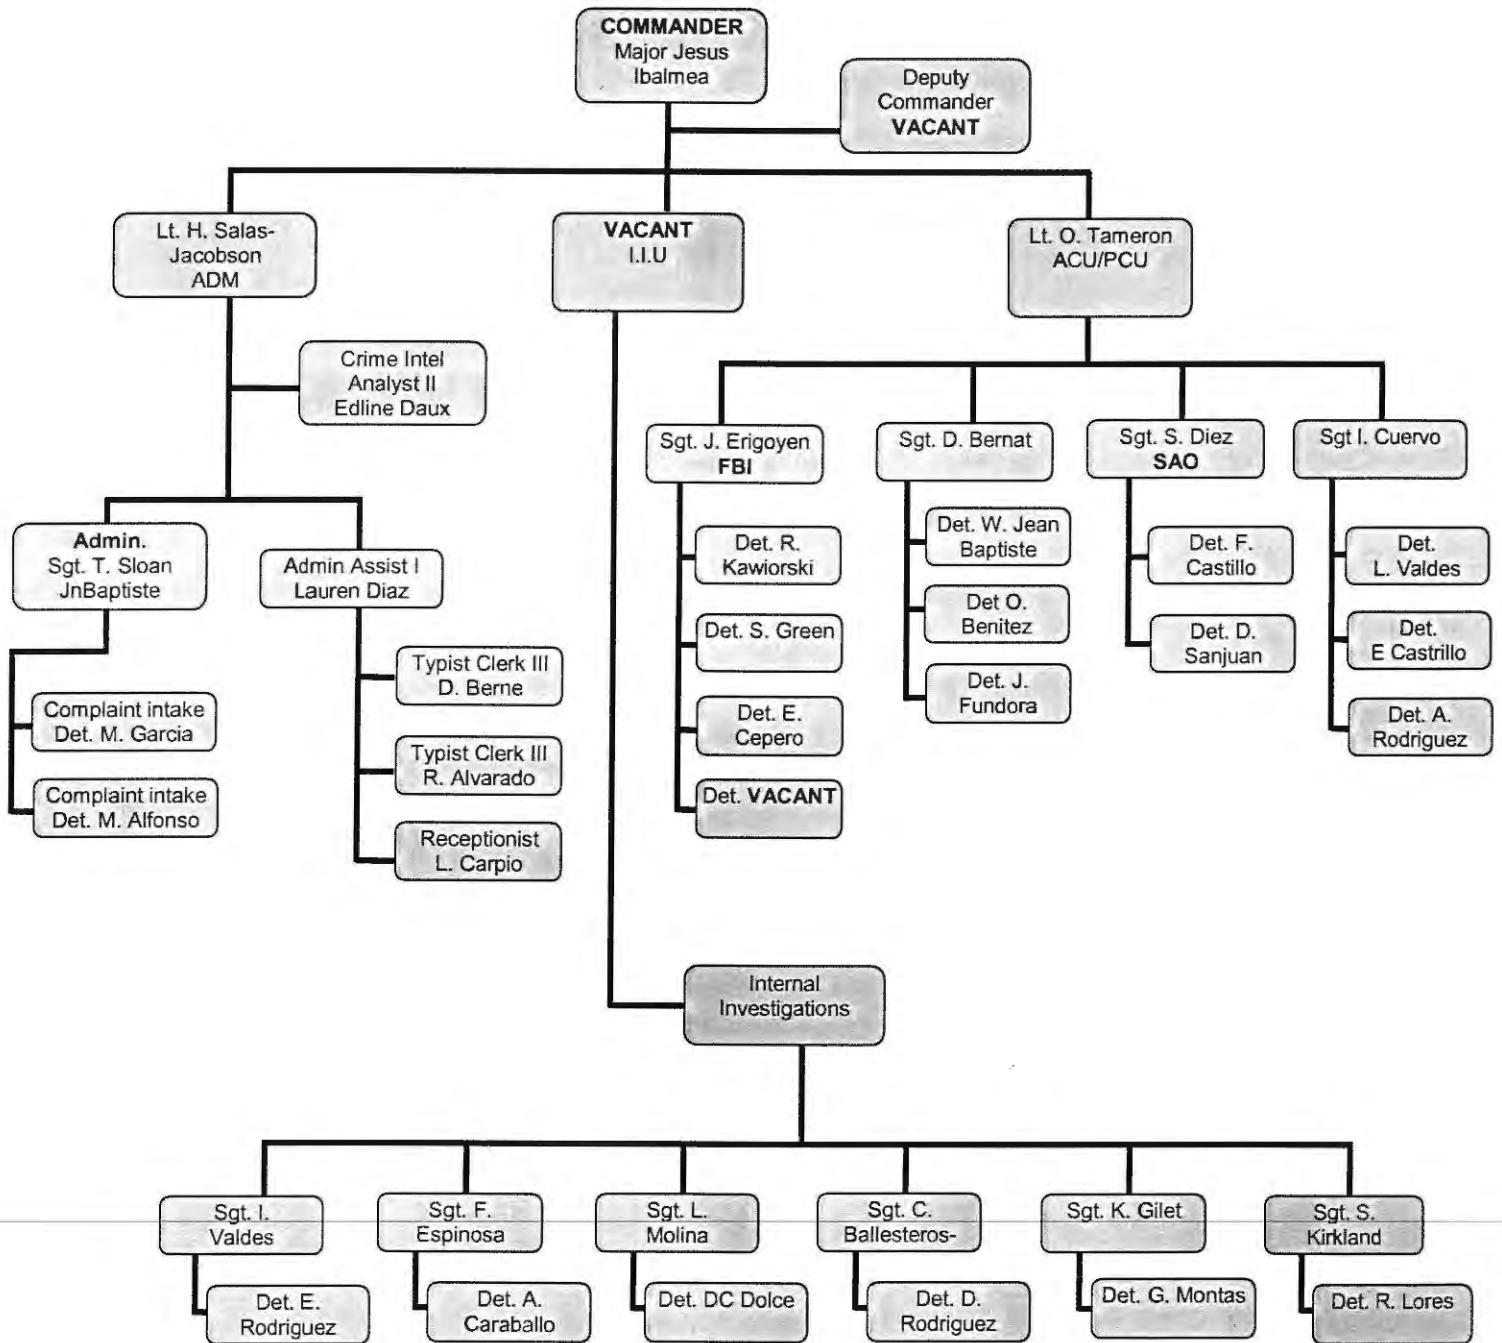 COMMANDER
Major Jesus
Ibalmea
Deputy
Commander
VACANT
Lt. H. Salas-
Jacobson
ADM
VACANT
I.I.U
Lt. O. Tameron
ACU/PCU
Crime Intel
Analyst II
Edline Daux
Admin.
Sgt. T. Sloan
JnBaptiste
Admin Assist I
Lauren Diaz
Complaint intake
Det. M. Garcia
Complaint intake
Det. M. Alfonso
Typist Clerk III
D. Berne
Typist Clerk III
R. Alvarado
Receptionist
L. Carpio
Sgt. J. Erigoyen
FBI
Det. R.
Kawiorski
Det. S. Green
Det. E.
Cepero
Det. VACANT
Sgt. D. Bernat
Det. W. Jean
Baptiste
Det O.
Benitez
Det. J.
Fundora
Sgt. S. Diez
SAO
Det. F.
Castillo
Det. D.
Sanjuan
Sgt I. Cuervo
Det.
L. Valdes
Det.
E Castrillo
Det. A.
Rodriguez
Internal
Investigations
Sgt. I.
Valdes
Det. E.
Rodriguez
Sgt. F.
Espinosa
Det. A.
Caraballo
Sgt. L.
Molina
Det. DC Dolce
Sgt. C.
Ballesteros-
Det. D.
Rodriguez
Sgt. K. Gilet
Det. G. Montas
Sgt. S.
Kirkland
Det. R. Lores